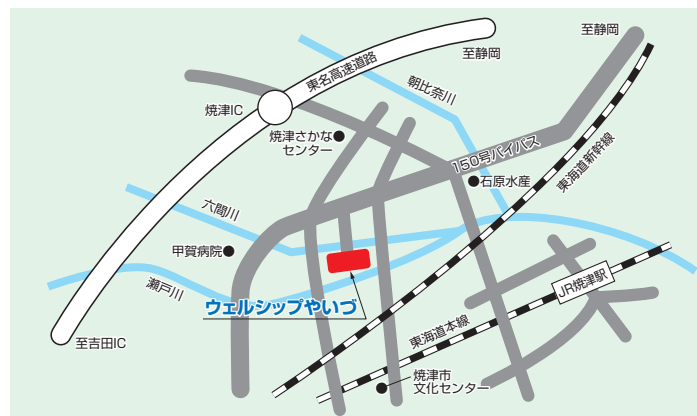 至静岡
至静岡
東名高速道路
朝比奈川
焼津IC
焼津さかな
センター
150号バイパス
石原水産
東海道新幹線
六間川
甲賀病院
瀬戸川
ウェルシップやいづ
JR焼津駅
東海道本線
至吉田IC
焼津市
文化センター